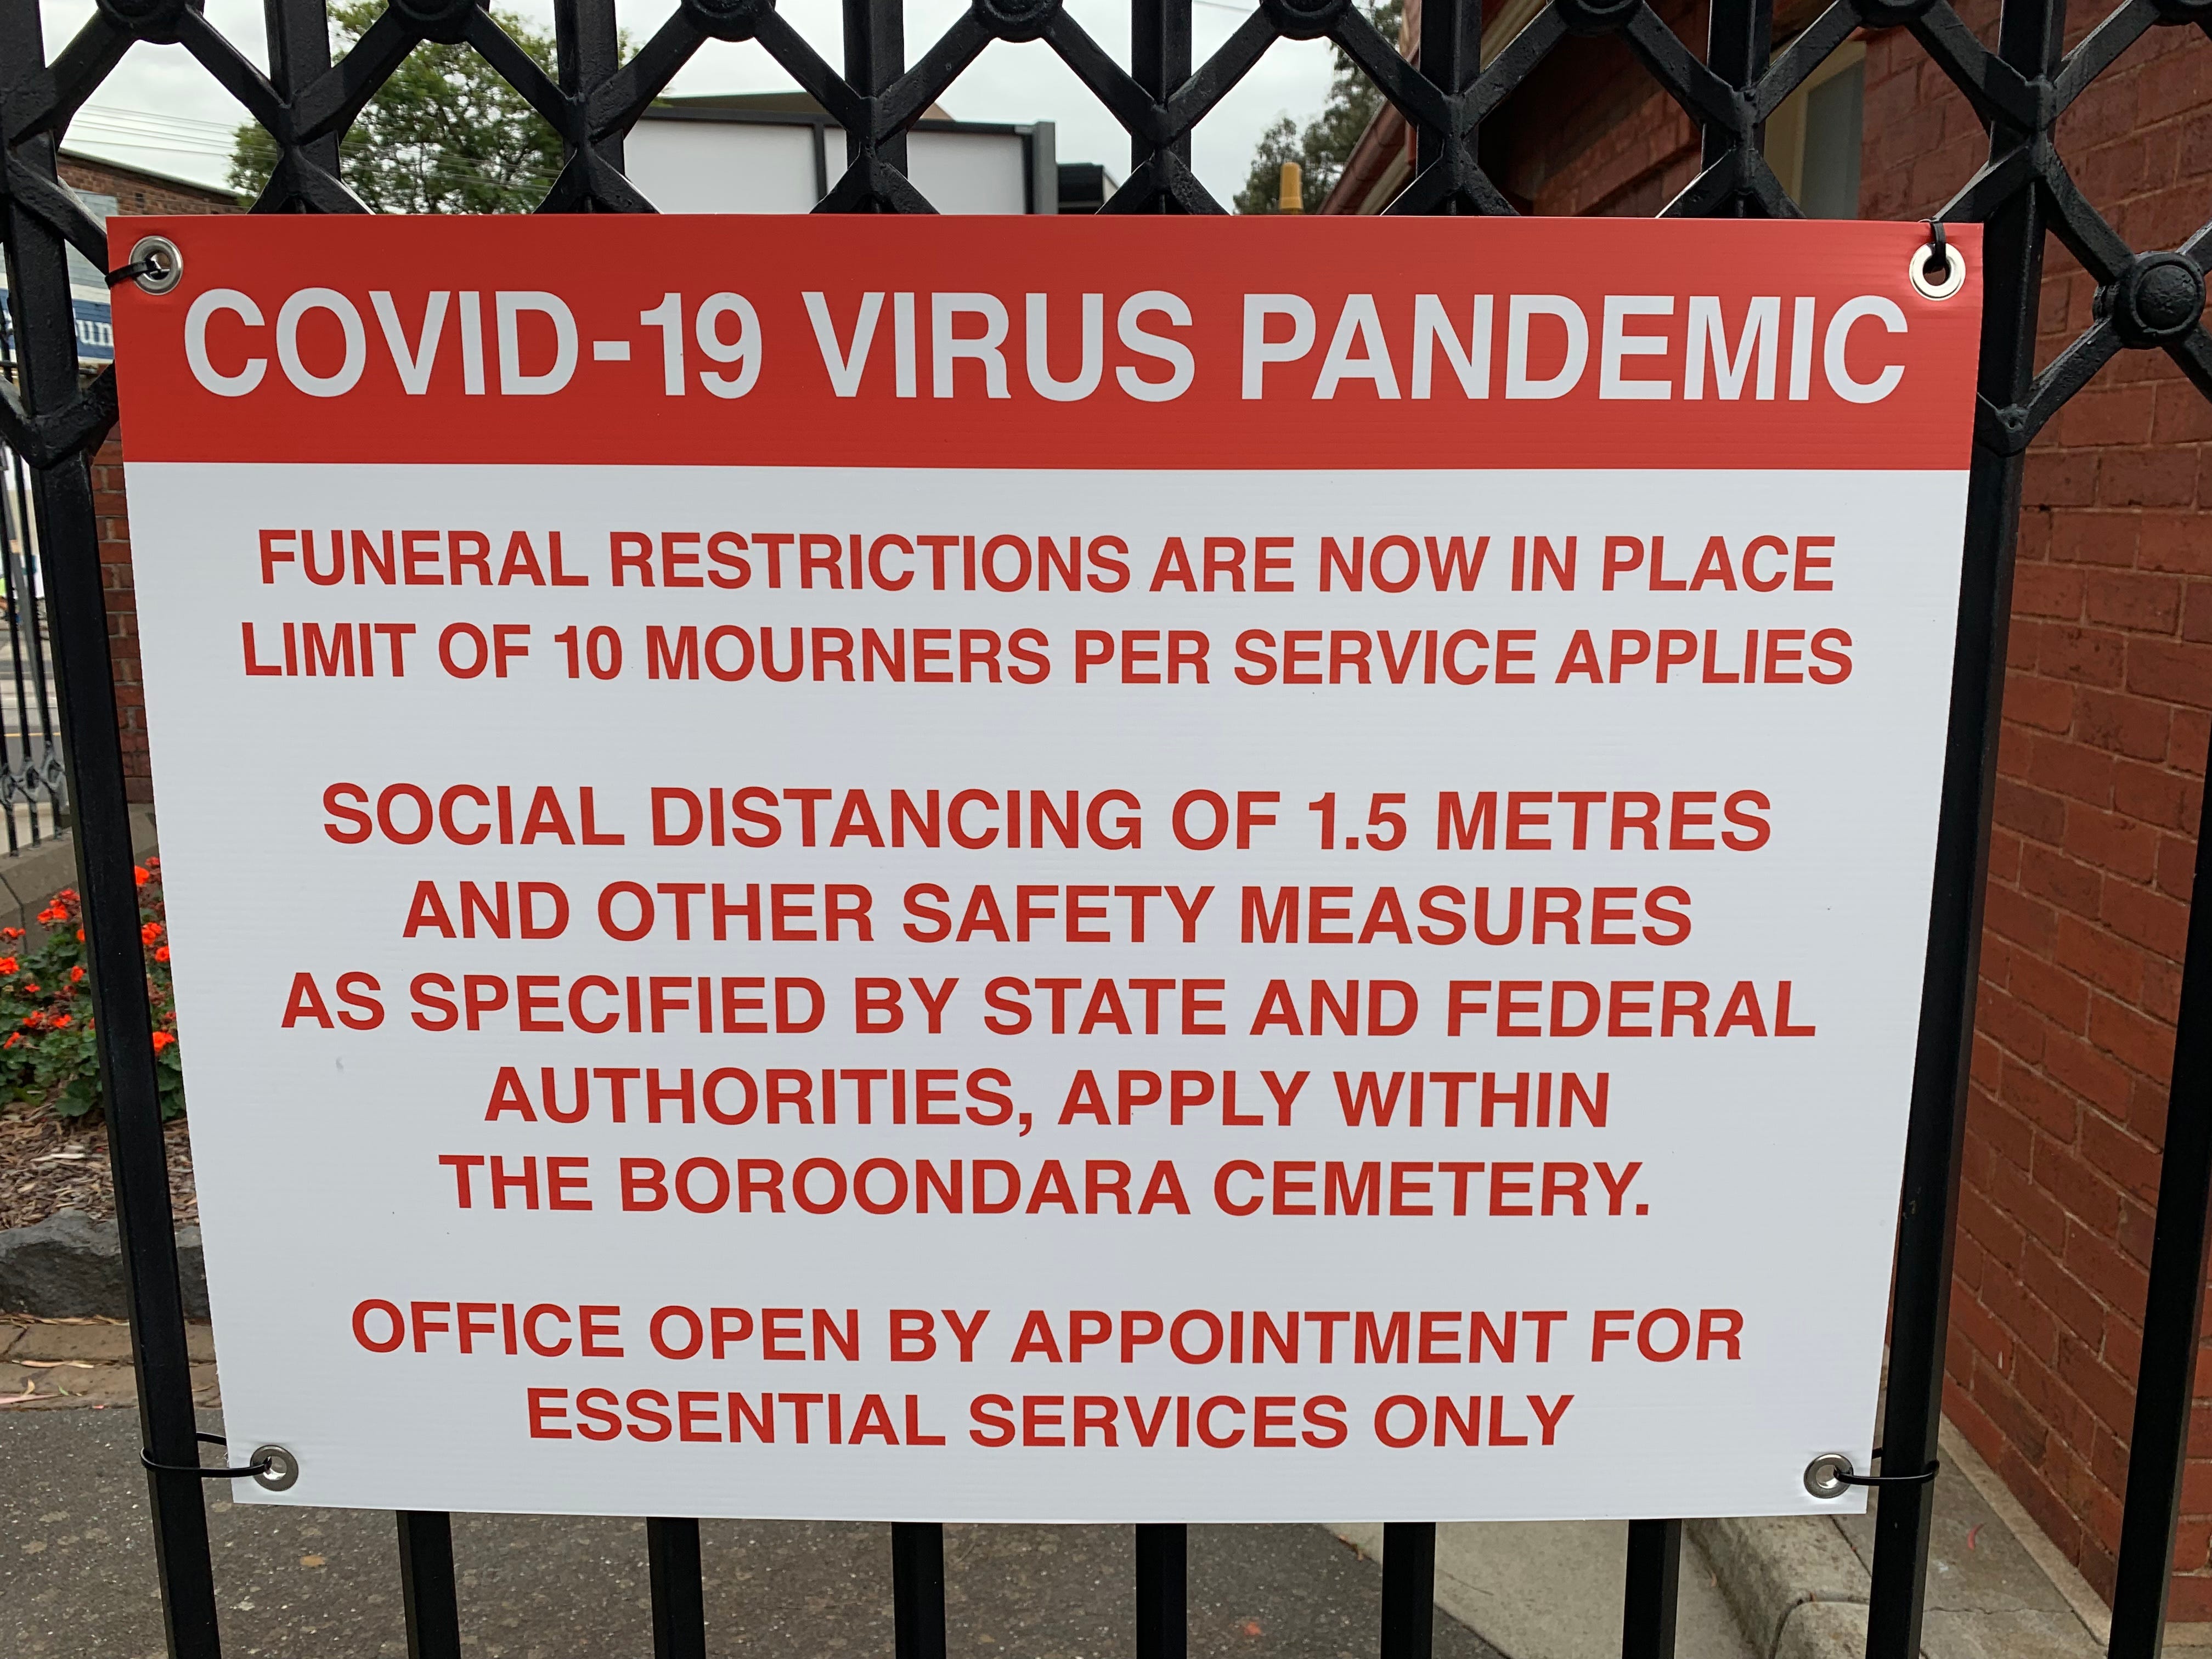 COVID-19 VIRUS PANDEMIC
FUNERAL RESTRICTIONS ARE NOW IN PLACE
LIMIT OF 10 MOURNERS PER SERVICE APPLIES
SOCIAL DISTANCING OF 1.5 METRES
AND OTHER SAFETY MEASURES
AS SPECIFIED BY STATE AND FEDERAL
AUTHORITIES, APPLY WITHIN
THE BOROONDARA CEMETERY.
OFFICE OPEN BY APPOINTMENT FOR
ESSENTIAL SERVICES ONLY